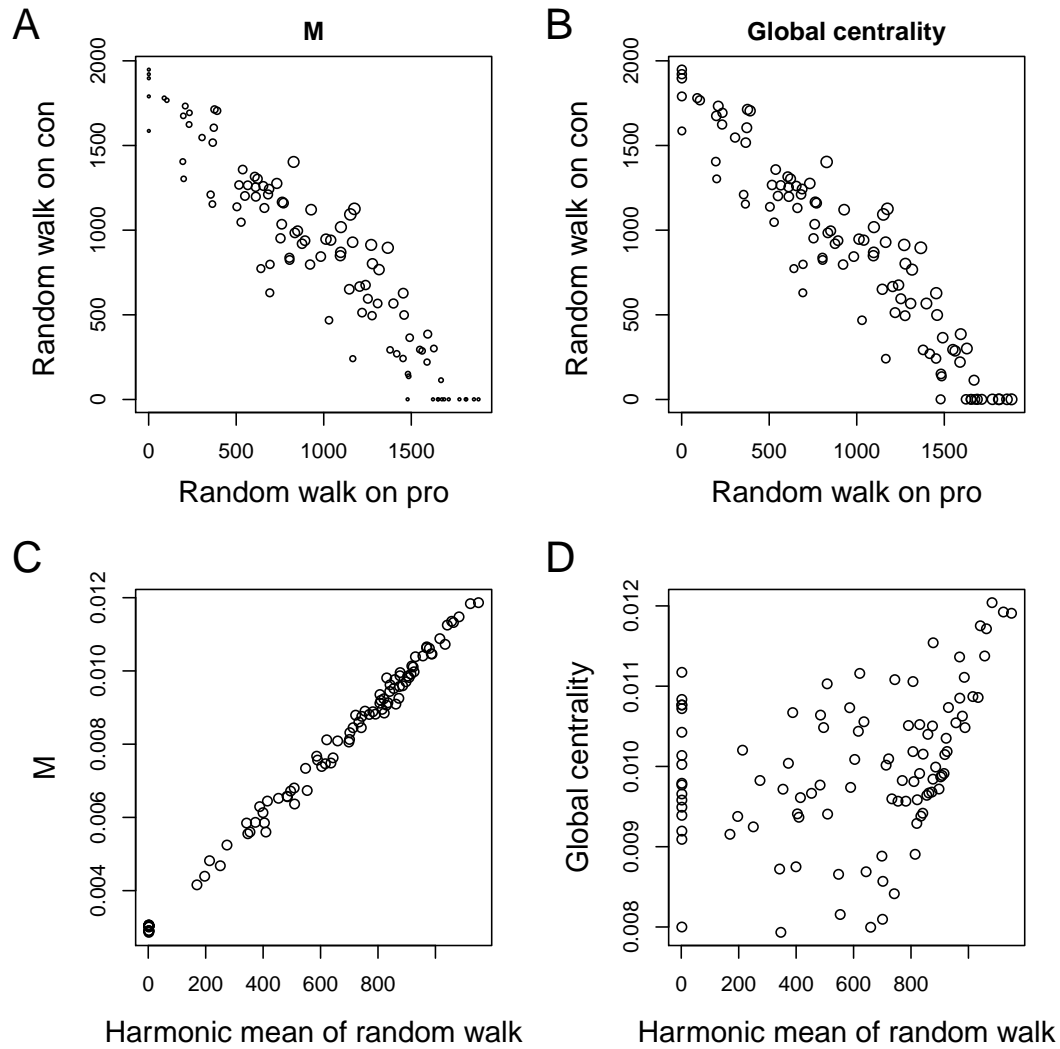 A
M
Random walk on con
2000
1500
1000
500
0
0 500 1000 1500
Random walk on pro
B
Global centrality
Random walk on con
2000
1500
1000
500
0
0 500 1000 1500
Random walk on pro
C
M
0.012
0.010
0.008
0.006
0.004
0 200 400 600 800
Harmonic mean of random walk
D
Global centrality
0.012
0.011
0.010
0.009
0.008
0 200 400 600 800
Harmonic mean of random walk